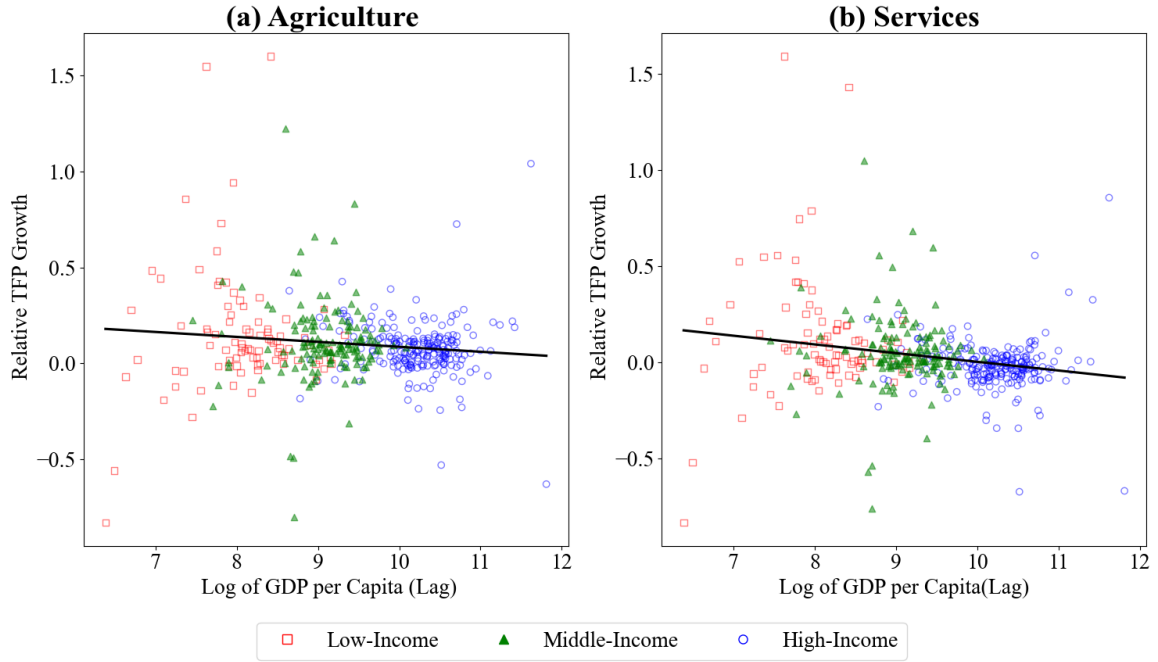 (a) Agriculture
(b) Services
Relative TFP Growth
1.5
1.0
0.5
0.0
−0.5
7 8 9 10 11 12
Log of GDP per Capita (Lag)
Relative TFP Growth
1.5
1.0
0.5
0.0
−0.5
7 8 9 10 11 12
Log of GDP per Capita(Lag)
Low-Income Middle-Income High-Income